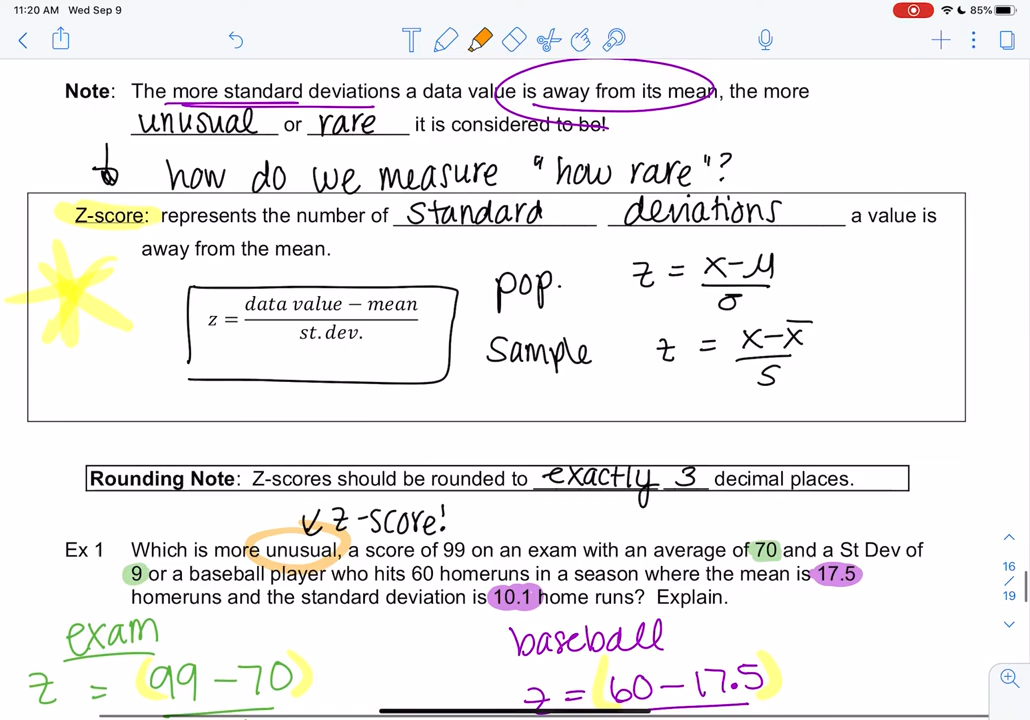 11:20 AM Wed Sep 9
85%
Note: The more standard deviations a data value is away from its mean, the more
unusual or rare it is considered to be!
how do we measure "how rare"?
Z-score: represents the number of standard deviations a value is
away from the mean.
z = data value − mean / st. dev.
pop. z = x-μ / σ
Sample z = x-x̄ / s
Rounding Note: Z-scores should be rounded to exactly 3 decimal places.
↓ z-score!
Ex 1 Which is more unusual, a score of 99 on an exam with an average of 70 and a St Dev of
9 or a baseball player who hits 60 homeruns in a season where the mean is 17.5
homeruns and the standard deviation is 10.1 home runs? Explain.
exam
baseball
z = (99-70)
z = (60-17.5)
16
/
19